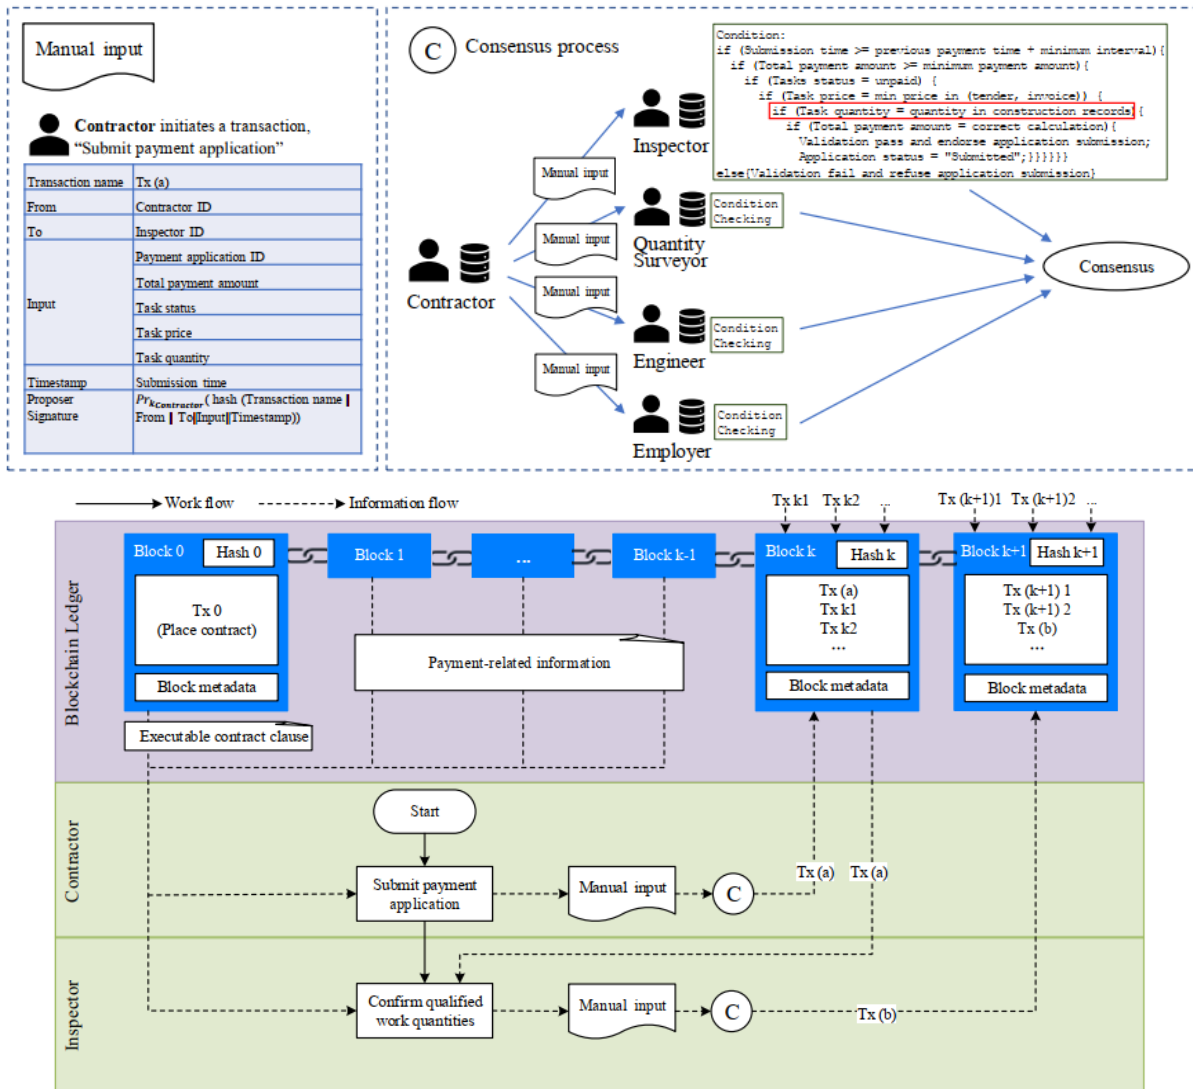 Manual input
Contractor initiates a transaction,
“Submit payment application”
Transaction name Tx (a)
From Contractor ID
To Inspector ID
Input
Payment application ID
Total payment amount
Task status
Task price
Task quantity
Timestamp Submission time
Proposer Signature
Pr_kContractor( hash (Transaction name ‖
From ‖ To‖Input‖Timestamp))
C Consensus process
Condition:
if (Submission time >= previous payment time + minimum interval){
if (Total payment amount >= minimum payment amount){
if (Tasks status = unpaid) {
if (Task price = min price in (tender, invoice)) {
if (Task quantity = quantity in construction records){
if (Total payment amount = correct calculation){
Validation pass and endorse application submission;
Application status = "Submitted";}}}}}}
else{Validation fail and refuse application submission}
Contractor
Manual input
Manual input
Manual input
Manual input
Inspector
Quantity
Surveyor
Condition
Checking
Engineer
Condition
Checking
Employer
Condition
Checking
Consensus
Work flow
Information flow
Tx k1 Tx k2 ...
Tx (k+1)1 Tx (k+1)2 ...
Blockchain Ledger
Block 0 Hash 0
Tx 0
(Place contract)
Block metadata
Executable contract clause
Block 1
...
Block k-1
Payment-related information
Block k Hash k
Tx (a)
Tx k1
Tx k2
...
Block metadata
Block k+1 Hash k+1
Tx (k+1) 1
Tx (k+1) 2
Tx (b)
...
Block metadata
Contractor
Start
Submit payment
application
Manual input
C
Tx (a)
Tx (a)
Inspector
Confirm qualified
work quantities
Manual input
C
Tx (b)